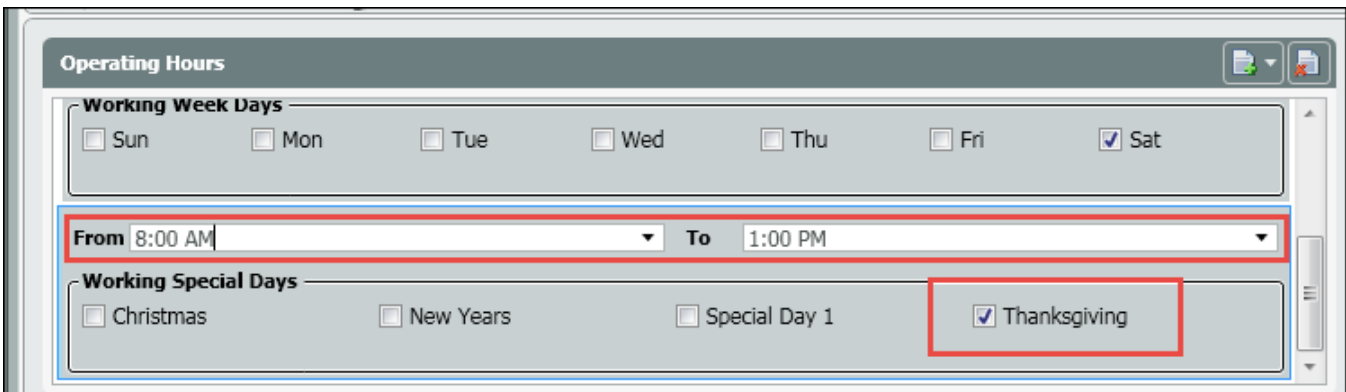 Operating Hours
Working Week Days
Sun Mon Tue Wed Thu Fri Sat
From 8:00 AM To 1:00 PM
Working Special Days
Christmas New Years Special Day 1 Thanksgiving